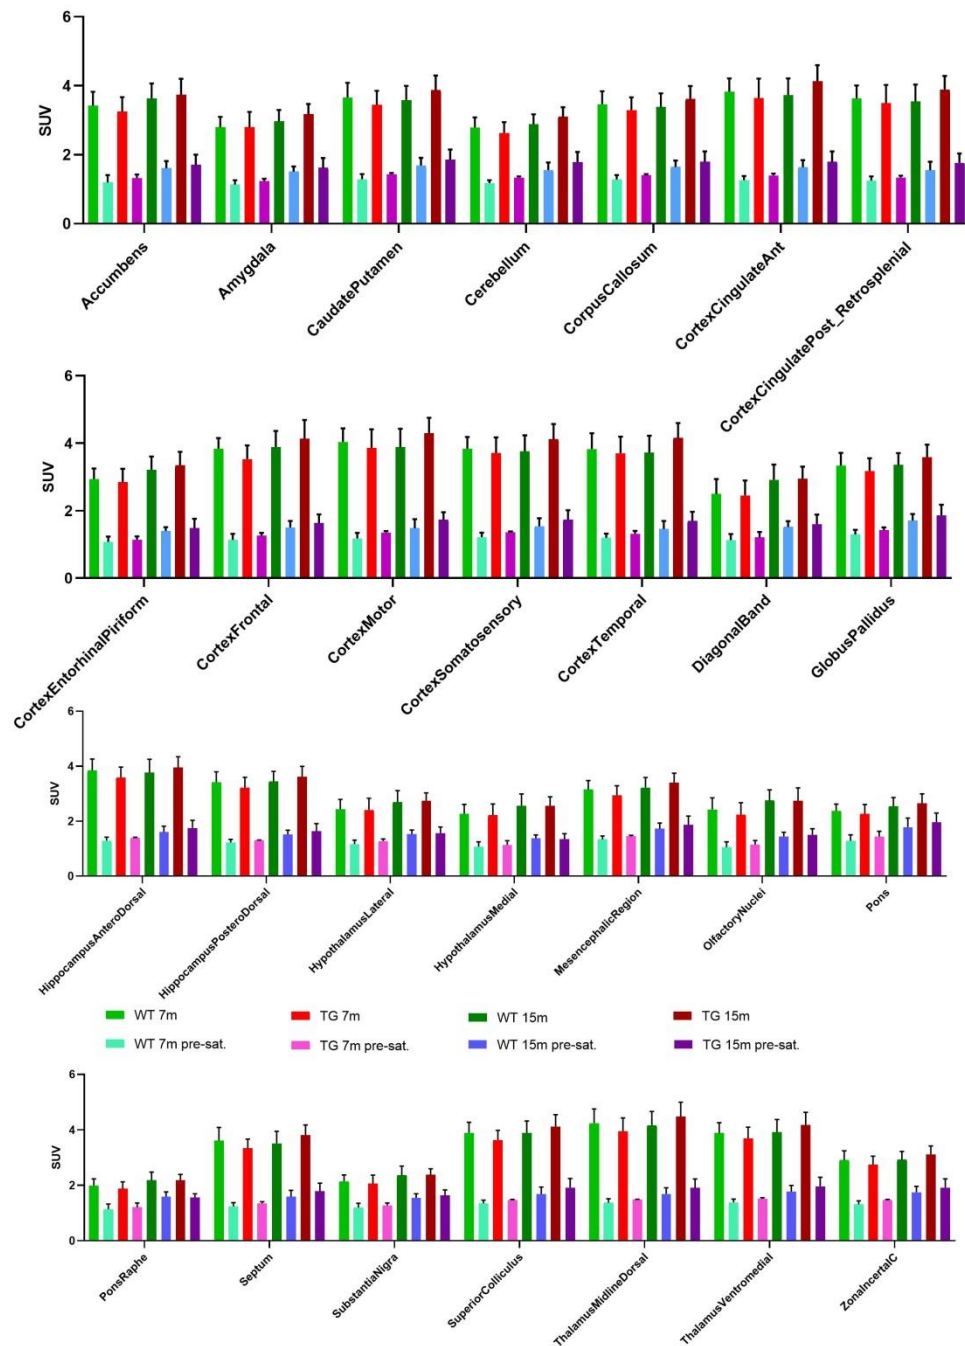 6
4
2
0
SUV
Accumbens
Amygdala
CaudatePutamen
Cerebellum
CorpusCallosum
CortexCingulateAnt
CortexCingulatePost_Retrosplenial
6
4
2
0
SUV
CortexEntorhinalPiriform
CortexFrontal
CortexMotor
CortexSomatosensory
CortexTemporal
DiagonalBand
GlobusPallidus
6
4
2
0
SUV
HippocampusAnteroDorsal
HippocampusPosteroDorsal
HypothalamusLateral
HypothalamusMedial
MesencephalicRegion
OlfactoryNuclei
Pons
WT 7m TG 7m WT 15m TG 15m
WT 7m pre-sat. TG 7m pre-sat. WT 15m pre-sat. TG 15m pre-sat.
6
4
2
0
SUV
PonsRaphe
Septum
SubstantiaNigra
SuperiorColliculus
ThalamusMidlineDorsal
ThalamusVentromedial
ZonaIncertaIC